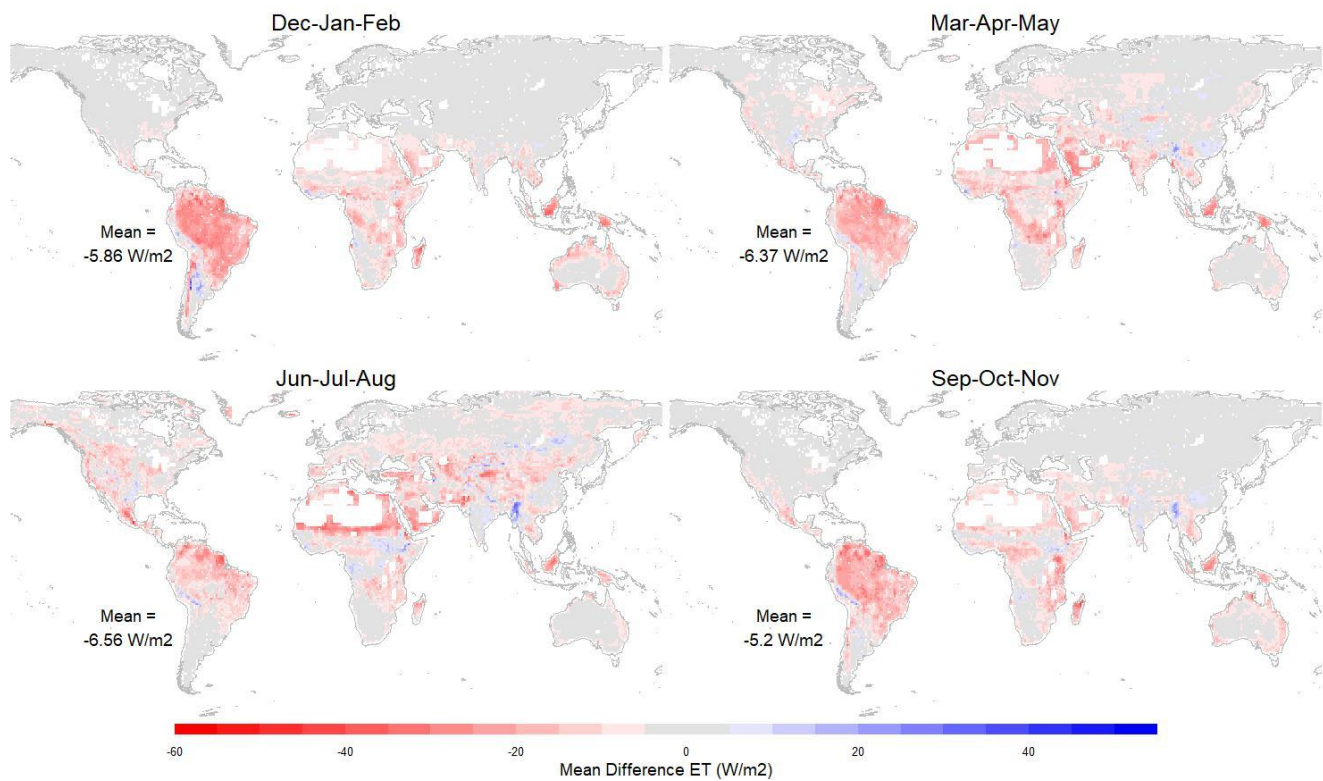 Dec-Jan-Feb
Mar-Apr-May
Mean =
-5.86 W/m2
Mean =
-6.37 W/m2
Jun-Jul-Aug
Sep-Oct-Nov
Mean =
-6.56 W/m2
Mean =
-5.2 W/m2
-60 -40 -20 0 20 40
Mean Difference ET (W/m2)